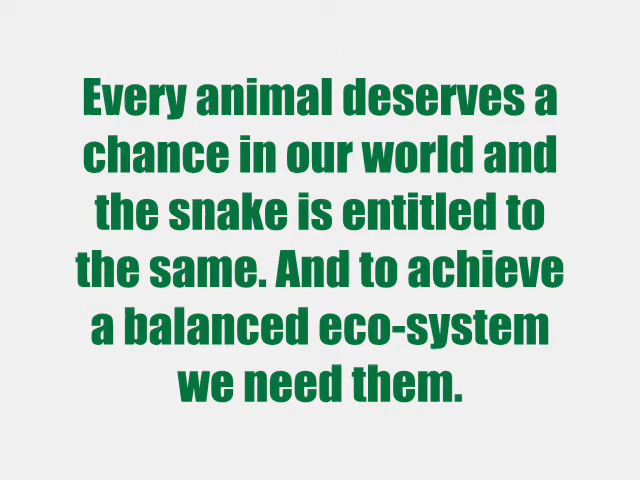 Every animal deserves a
chance in our world and
the snake is entitled to
the same. And to achieve
a balanced eco-system
we need them.